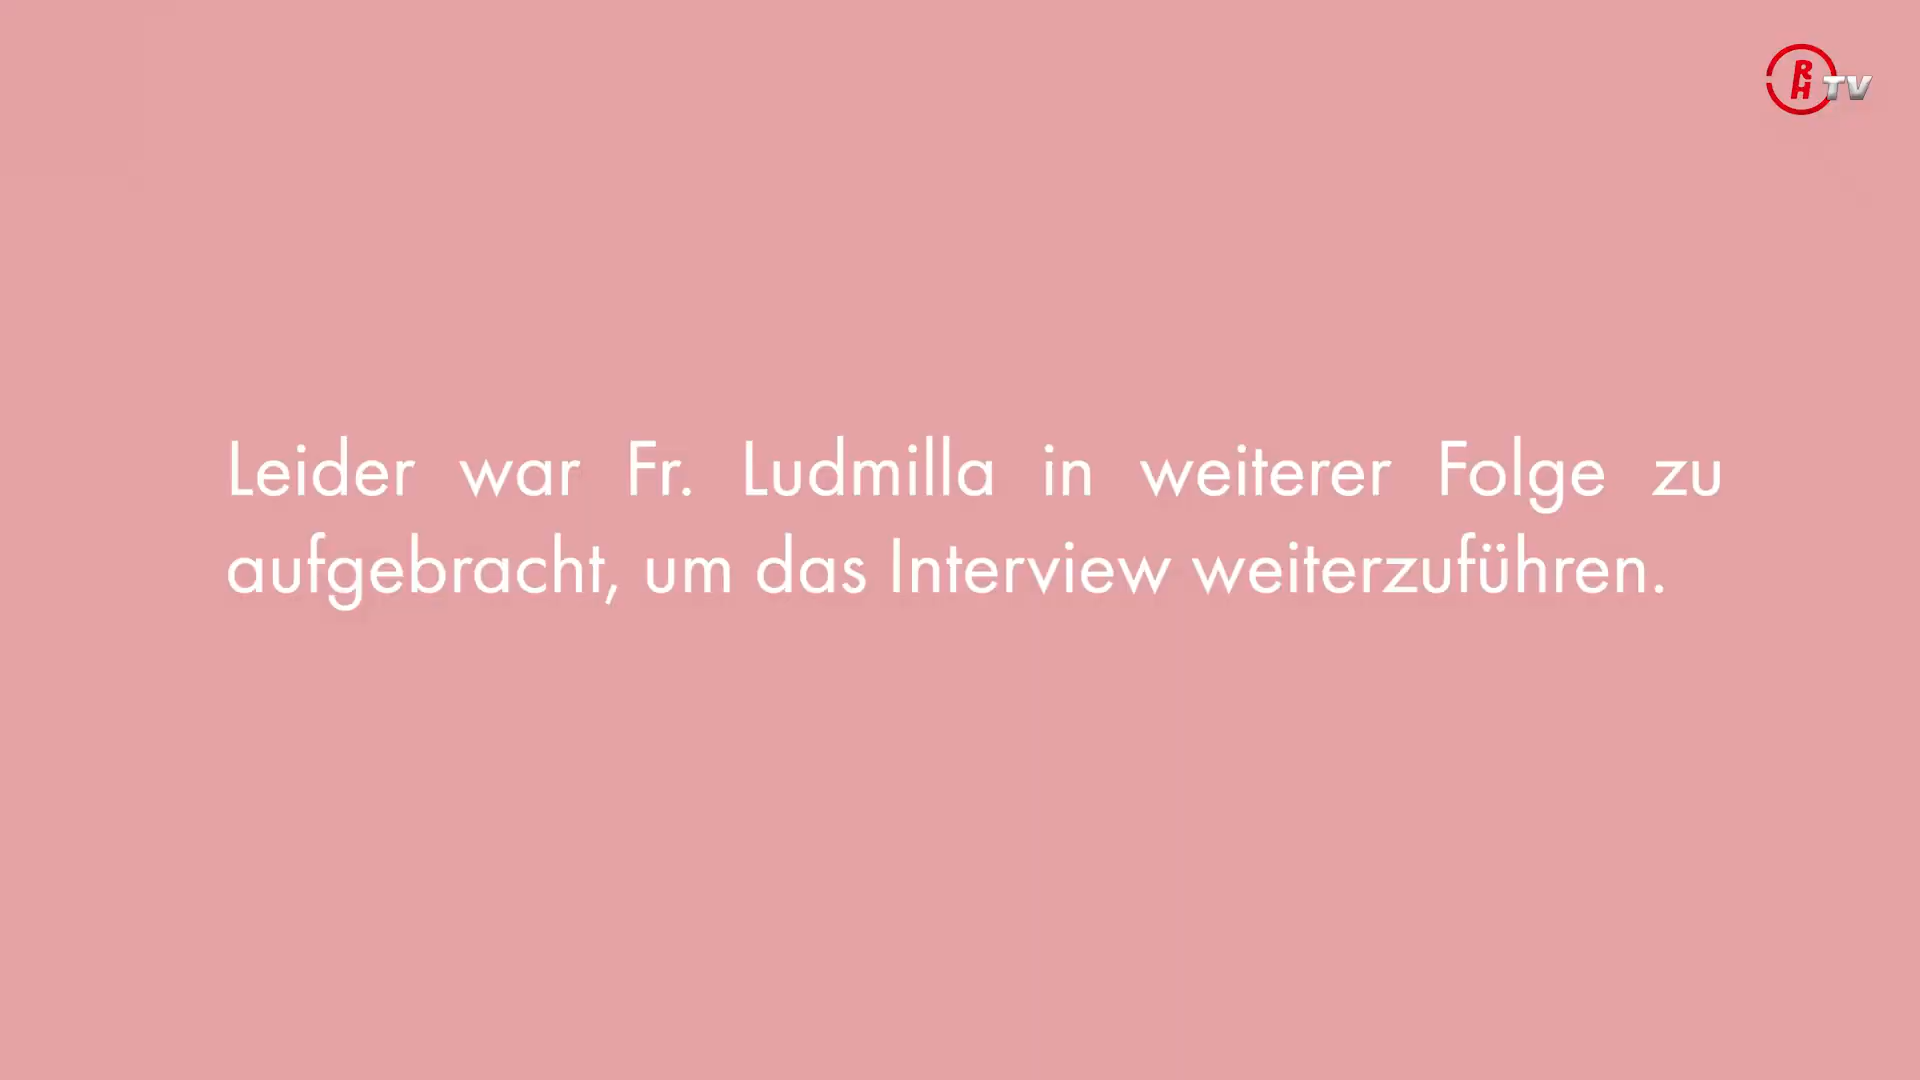 RH TV
Leider war Fr. Ludmilla in weiterer Folge zu
aufgebracht, um das Interview weiterzuführen.